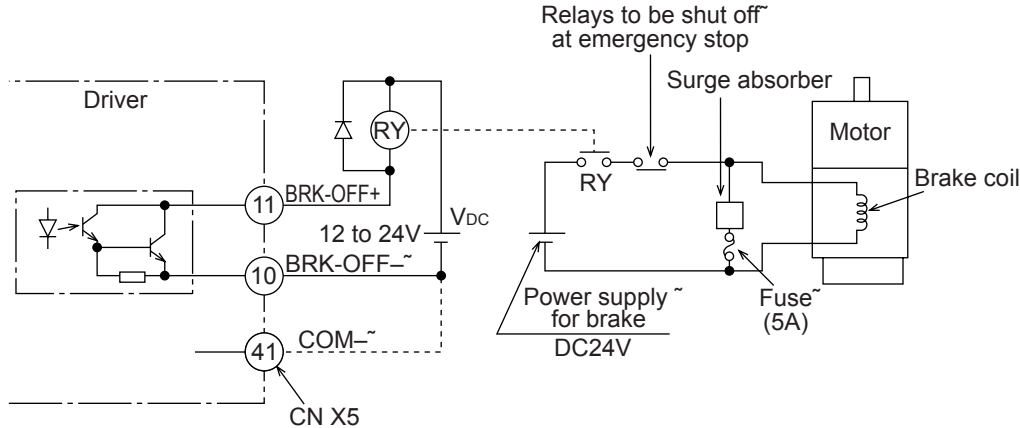 Relays to be shut off˜
at emergency stop
Surge absorber
Driver
RY
Motor
RY
Brake coil
11
BRK-OFF+
VDC
12 to 24V
10
BRK-OFF–˜
Power supply ˜
for brake
DC24V
Fuse˜
(5A)
41
COM–˜
CN X5